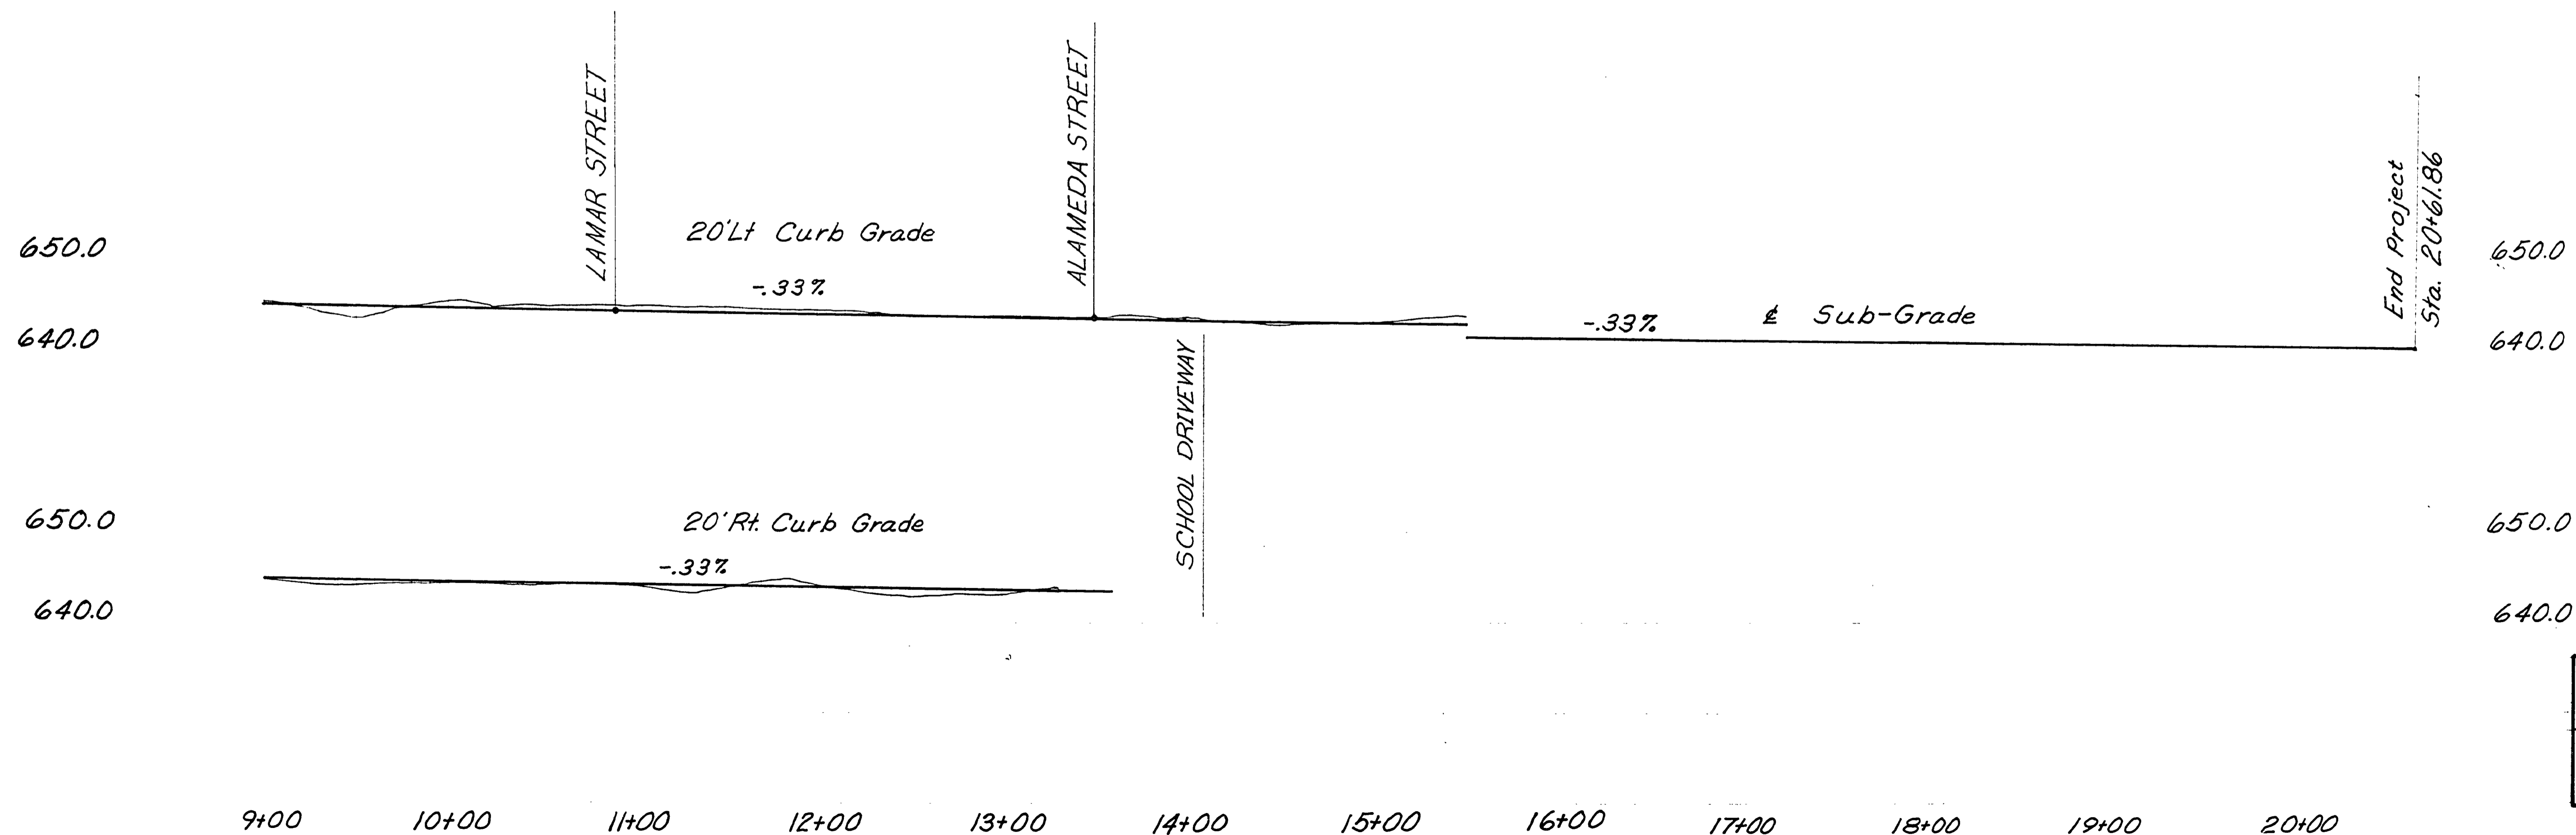 LAMAR STREET
ALAMEDA STREET
End Project
Sta. 20+61.86
20'Lt Curb Grade
650.0
650.0
-.33%
640.0
-.33%
℄ Sub-Grade
640.0
SCHOOL DRIVEWAY
650.0
20'Rt. Curb Grade
650.0
-.33%
640.0
640.0
9+00 10+00 11+00 12+00 13+00 14+00 15+00 16+00 17+00 18+00 19+00 20+00